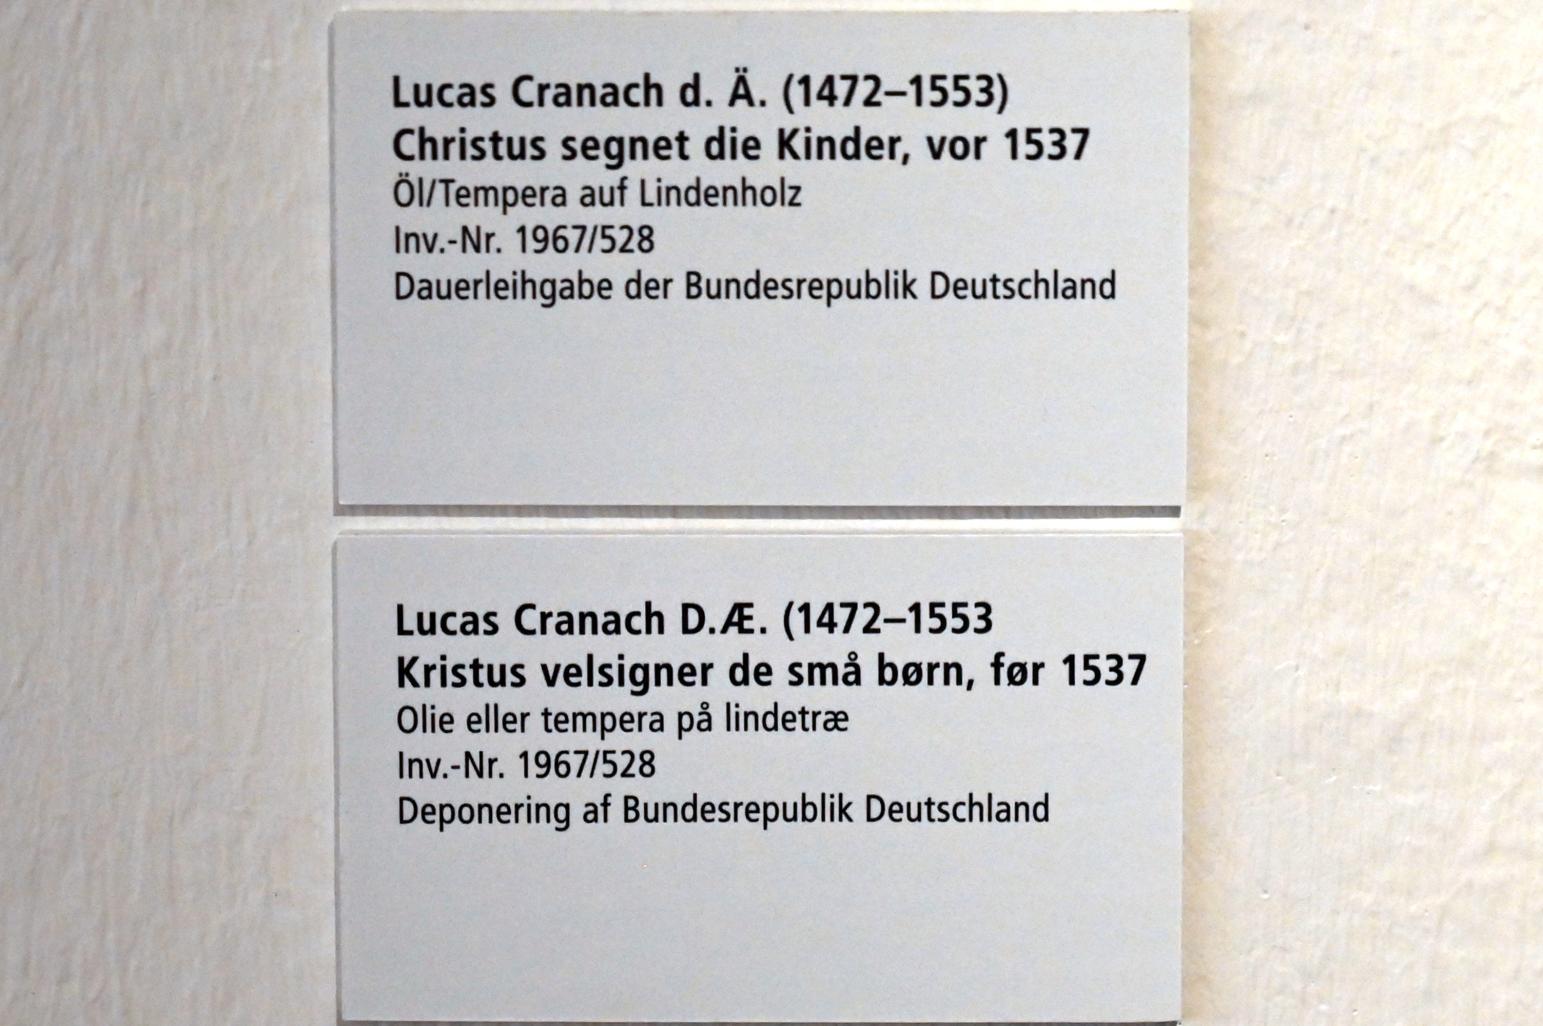 Lucas Cranach d. Ä. (1472–1553)
Christus segnet die Kinder, vor 1537
Öl/Tempera auf Lindenholz
Inv.-Nr. 1967/528
Dauerleihgabe der Bundesrepublik Deutschland
Lucas Cranach D.Æ. (1472–1553
Kristus velsigner de små børn, før 1537
Olie eller tempera på lindetræ
Inv.-Nr. 1967/528
Deponering af Bundesrepublik Deutschland